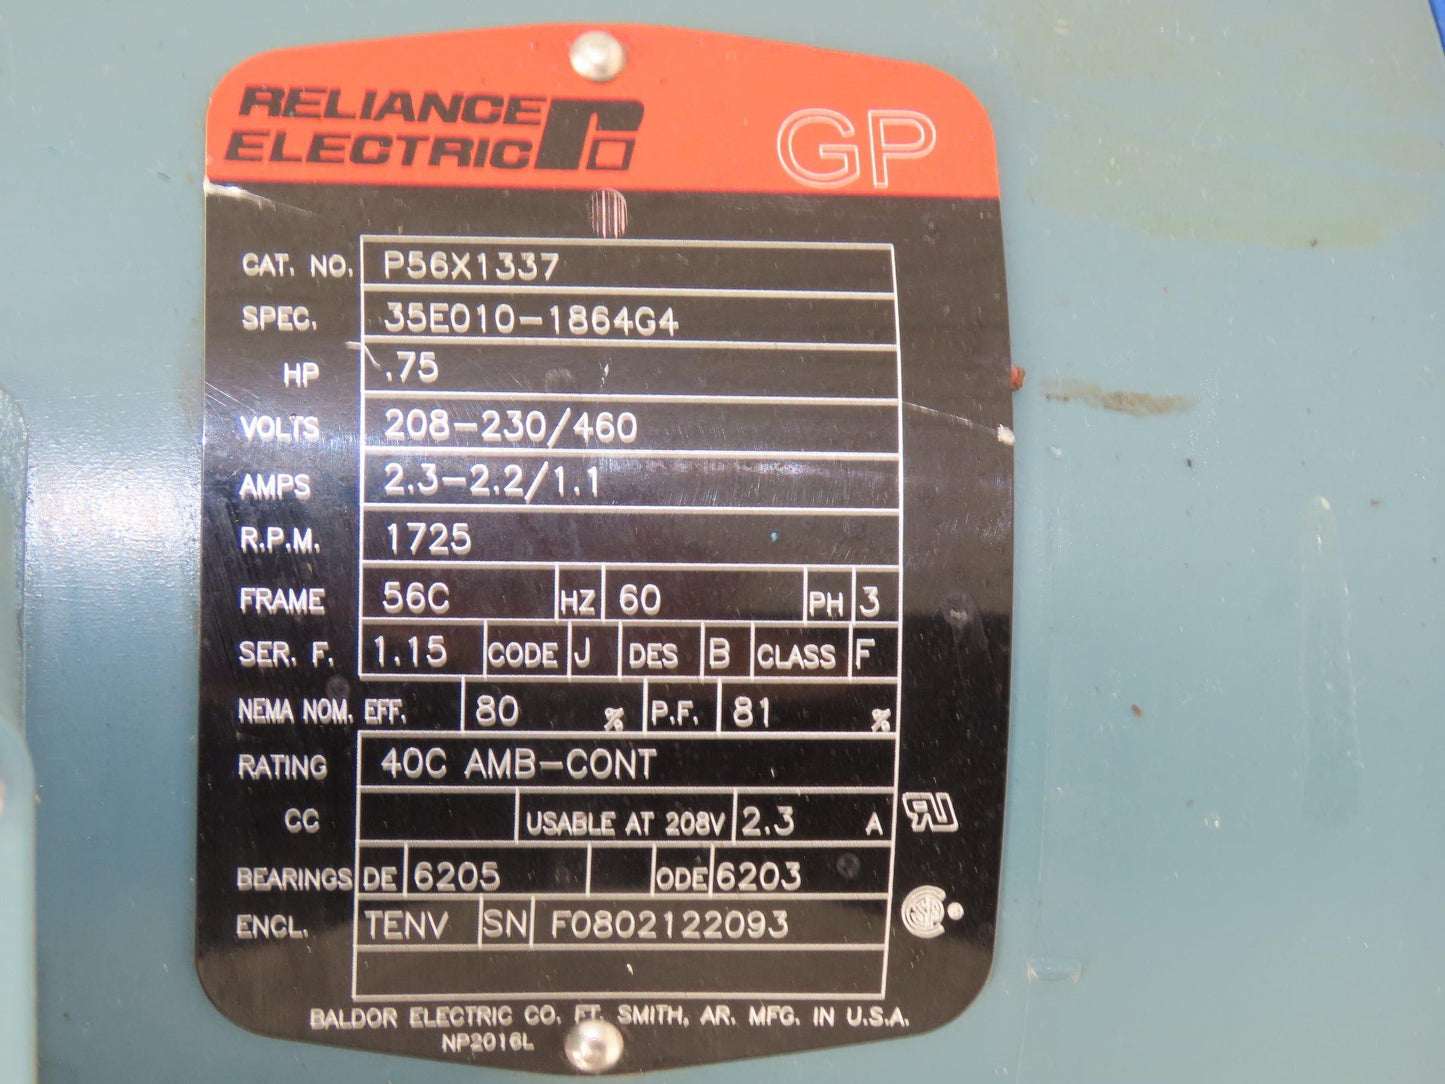 RELIANCE
ELECTRIC
GP
CAT. NO. P56X1337
SPEC. 35E010-1864G4
HP .75
VOLTS 208-230/460
AMPS 2.3-2.2/1.1
R.P.M. 1725
FRAME 56C HZ 60 PH 3
SER. F. 1.15 CODE J DES B CLASS F
NEMA NOM. EFF. 80 % P.F. 81 %
RATING 40C AMB-CONT
CC USABLE AT 208V 2.3 A
BEARINGS DE 6205 ODE 6203
ENCL. TENV SN F0802122093
BALDOR ELECTRIC CO. FT. SMITH, AR. MFG. IN U.S.A.
NP2016L